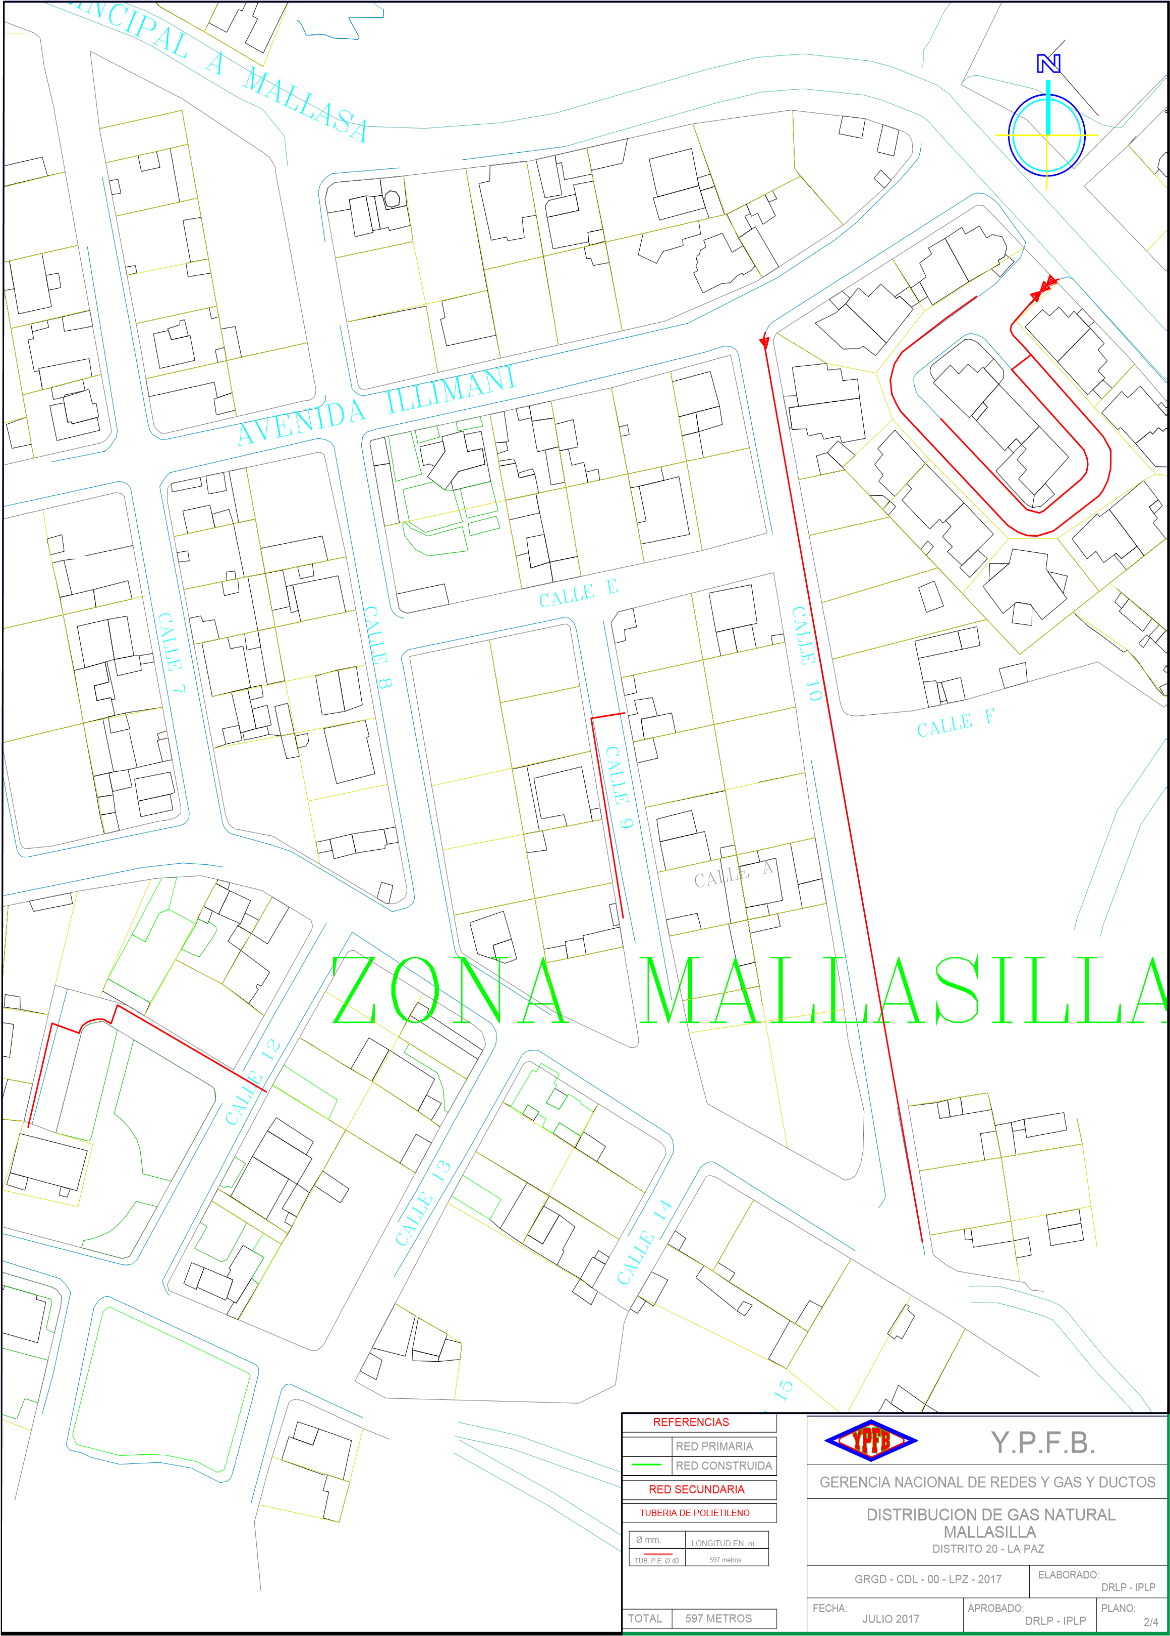 NCIPAL A MALLASA
N
AVENIDA ILLIMANI
CALLE E
CALLE 7
CALLE 8
CALLE 10
CALLE F
CALLE 9
CALLE A
ZONA MALLASILLA
CALLE 12
CALLE 13
CALLE 14
15
REFERENCIAS
RED PRIMARIA
RED CONSTRUIDA
RED SECUNDARIA
TUBERIA DE POLIETILENO
Ø mm. LONGITUD EN m
TUB. P.E. Ø 40 597 metros
TOTAL 597 METROS
YPFB
Y.P.F.B.
GERENCIA NACIONAL DE REDES Y GAS Y DUCTOS
DISTRIBUCION DE GAS NATURAL
MALLASILLA
DISTRITO 20 - LA PAZ
GRGD - CDL - 00 - LPZ - 2017
ELABORADO:
DRLP - IPLP
FECHA:
JULIO 2017
APROBADO:
DRLP - IPLP
PLANO:
2/4